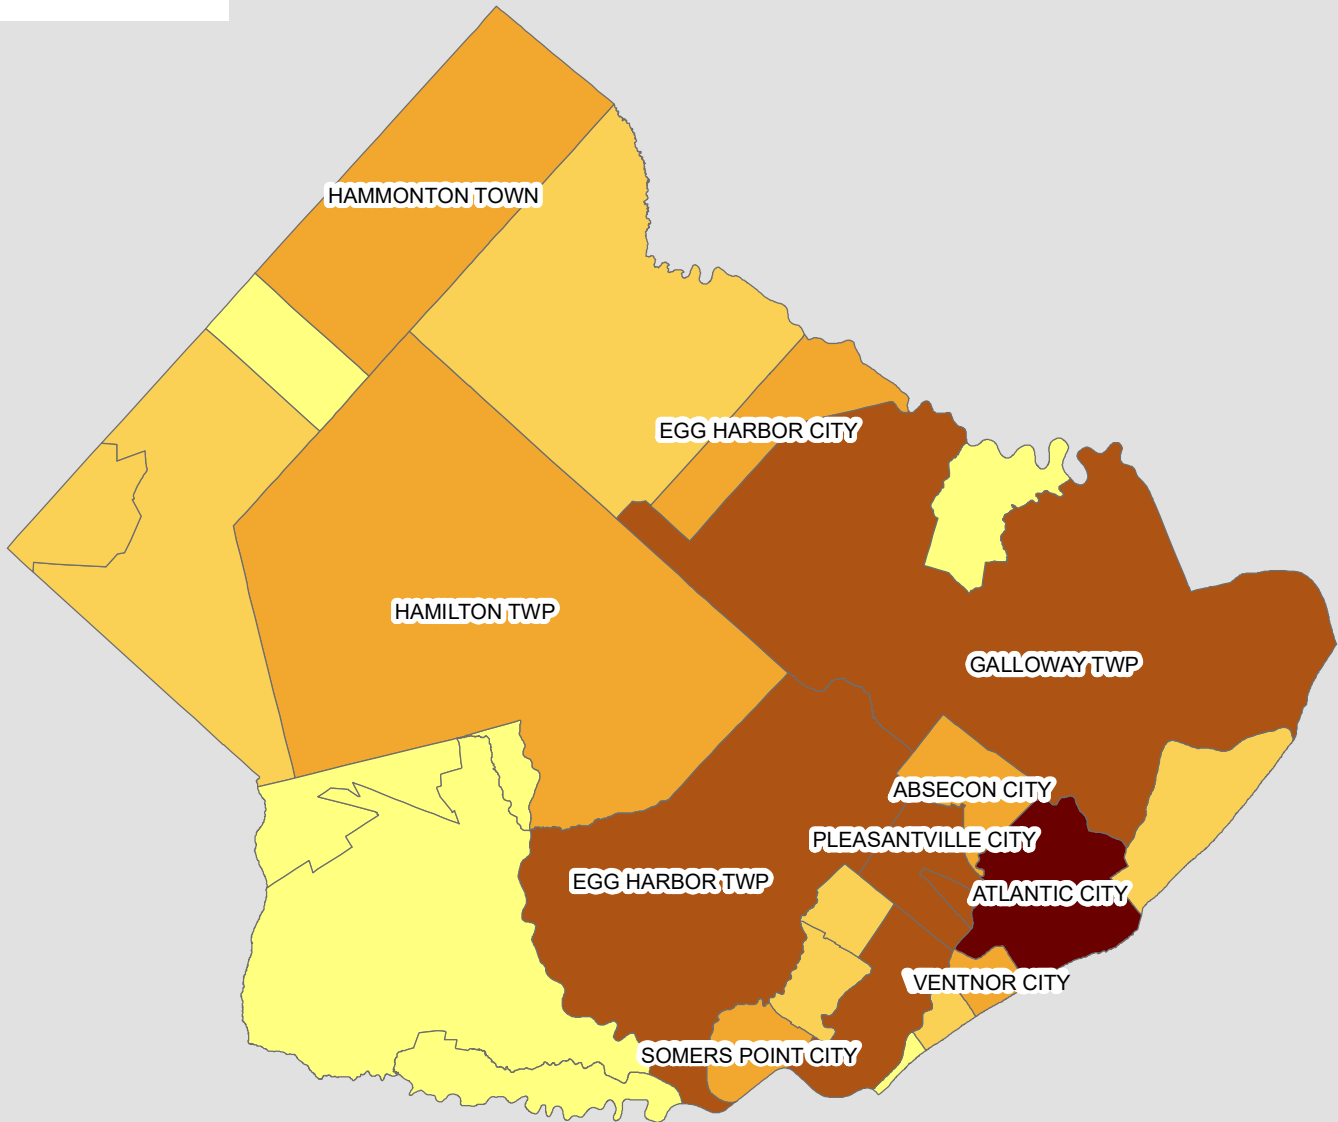 HAMMONTON TOWN
EGG HARBOR CITY
HAMILTON TWP
GALLOWAY TWP
ABSECON CITY
PLEASANTVILLE CITY
EGG HARBOR TWP
ATLANTIC CITY
VENTNOR CITY
SOMERS POINT CITY